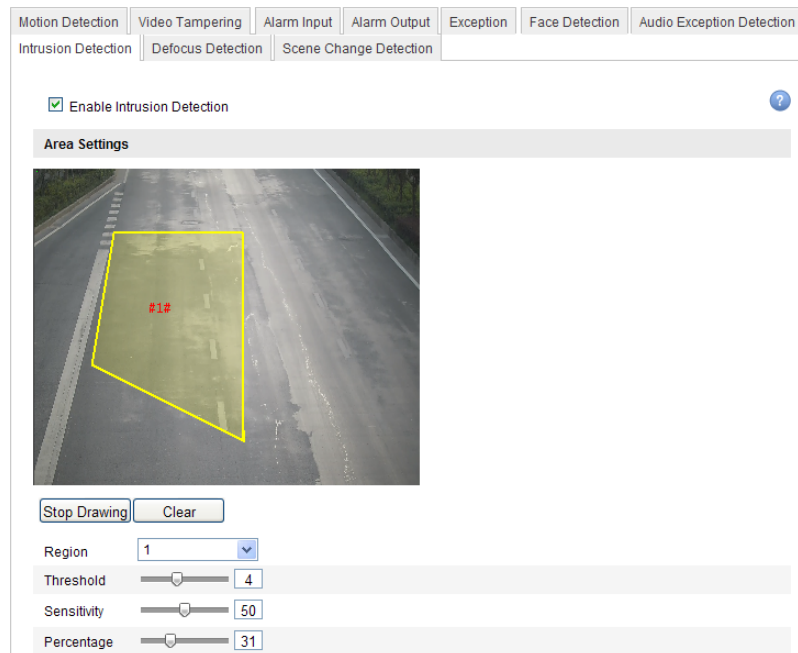 Motion Detection Video Tampering Alarm Input Alarm Output Exception Face Detection Audio Exception Detection
Intrusion Detection Defocus Detection Scene Change Detection
Enable Intrusion Detection ?
Area Settings
#1#
Stop Drawing Clear
Region 1
Threshold 4
Sensitivity 50
Percentage 31